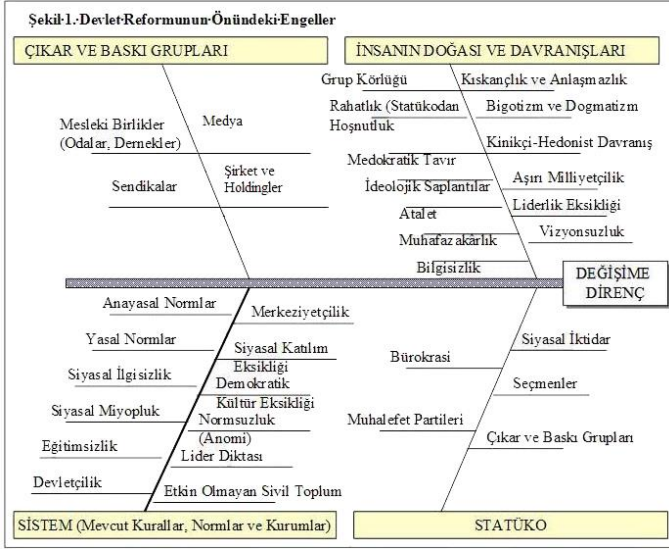 Şekil·1.·Devlet·Reformunun·Önündeki·Engeller
ÇIKAR VE BASKI GRUPLARI
Mesleki Birlikler
(Odalar, Dernekler)
Medya
Sendikalar
Şirket ve
Holdingler
İNSANIN DOĞASI VE DAVRANIŞLARI
Grup Körlüğü
Kıskançlık ve Anlaşmazlık
Rahatlık (Statükodan
Hoşnutluk
Bigotizm ve Dogmatizm
Kinikçi-Hedonist Davranış
Medokratik Tavır
İdeolojik Saplantılar
Aşırı Milliyetçilik
Atalet
Liderlik Eksikliği
Muhafazakârlık
Vizyonsuzluk
Bilgisizlik
DEĞİŞİME
DİRENÇ
Anayasal Normlar
Merkeziyetçilik
Yasal Normlar
Siyasal Katılım
Eksikliği
Siyasal İlgisizlik
Demokratik
Kültür Eksikliği
Siyasal Miyopluk
Normsuzluk
(Anomi)
Eğitimsizlik
Lider Diktası
Devletçilik
Etkin Olmayan Sivil Toplum
SİSTEM (Mevcut Kurallar, Normlar ve Kurumlar)
Bürokrasi
Siyasal İktidar
Seçmenler
Muhalefet Partileri
Çıkar ve Baskı Grupları
STATÜKO